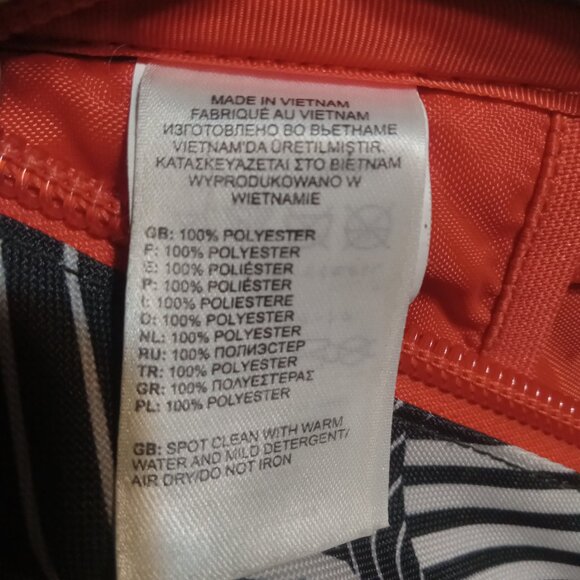 MADE IN VIETNAM
FABRIQUÉ AU VIETNAM
ИЗГОТОВЛЕНО ВО ВЬЕТНАМЕ
VIETNAM'DA ÜRETILMIŞTIR.
ΚΑΤΑΣΚΕΥΑΖΕΤΑΙ ΣΤΟ ΒΙΕΤΝΑΜ
WYPRODUKOWANO W
WIETNAMIE
GB: 100% POLYESTER
F: 100% POLYESTER
E: 100% POLIÉSTER
P: 100% POLIÉSTER
I: 100% POLIESTERE
D: 100% POLYESTER
NL: 100% POLYESTER
RU: 100% ПОЛИЭСТЕР
TR: 100% POLYESTER
GR: 100% ΠΟΛΥΕΣΤΕΡΑΣ
PL: 100% POLYESTER
GB: SPOT CLEAN WITH WARM
WATER AND MILD DETERGENT/
AIR DRY/DO NOT IRON